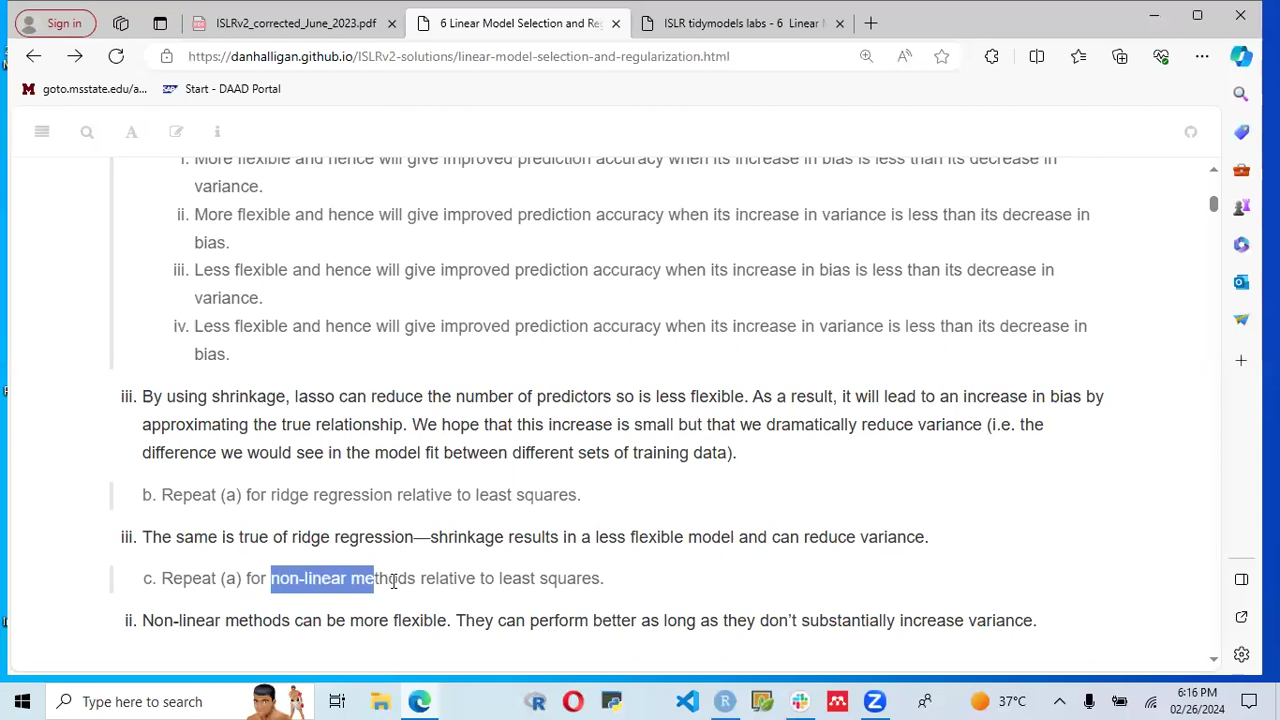 Sign in
ISLRv2_corrected_June_2023.pdf
6 Linear Model Selection and Re
ISLR tidymodels labs - 6 Linear M
https://danhalligan.github.io/ISLRv2-solutions/linear-model-selection-and-regularization.html
goto.msstate.edu/a...
Start - DAAD Portal
i. More flexible and hence will give improved prediction accuracy when its increase in bias is less than its decrease in
variance.
ii. More flexible and hence will give improved prediction accuracy when its increase in variance is less than its decrease in
bias.
iii. Less flexible and hence will give improved prediction accuracy when its increase in bias is less than its decrease in
variance.
iv. Less flexible and hence will give improved prediction accuracy when its increase in variance is less than its decrease in
bias.
iii. By using shrinkage, lasso can reduce the number of predictors so is less flexible. As a result, it will lead to an increase in bias by
approximating the true relationship. We hope that this increase is small but that we dramatically reduce variance (i.e. the
difference we would see in the model fit between different sets of training data).
b. Repeat (a) for ridge regression relative to least squares.
iii. The same is true of ridge regression—shrinkage results in a less flexible model and can reduce variance.
c. Repeat (a) for non-linear methods relative to least squares.
ii. Non-linear methods can be more flexible. They can perform better as long as they don’t substantially increase variance.
Type here to search
37°C
6:16 PM
02/26/2024